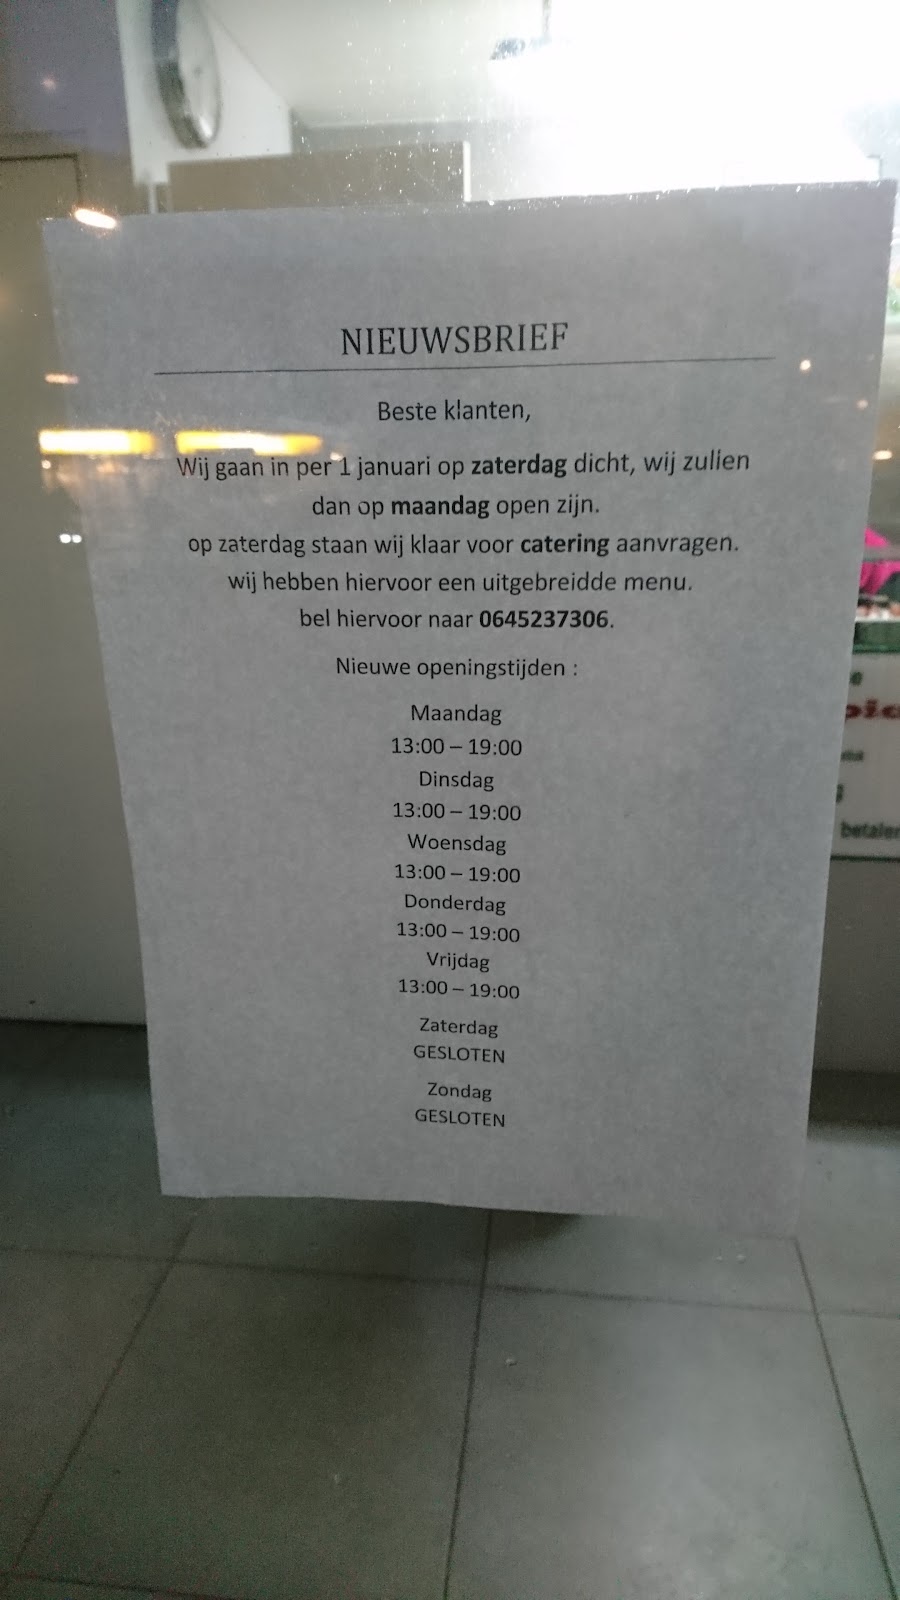 NIEUWSBRIEF
Beste klanten,
Wij gaan in per 1 januari op zaterdag dicht, wij zullen
dan op maandag open zijn.
op zaterdag staan wij klaar voor catering aanvragen.
wij hebben hiervoor een uitgebreidde menu.
bel hiervoor naar 0645237306.
Nieuwe openingstijden :
Maandag
13:00 – 19:00
Dinsdag
13:00 – 19:00
Woensdag
13:00 – 19:00
Donderdag
13:00 – 19:00
Vrijdag
13:00 – 19:00
Zaterdag
GESLOTEN
Zondag
GESLOTEN